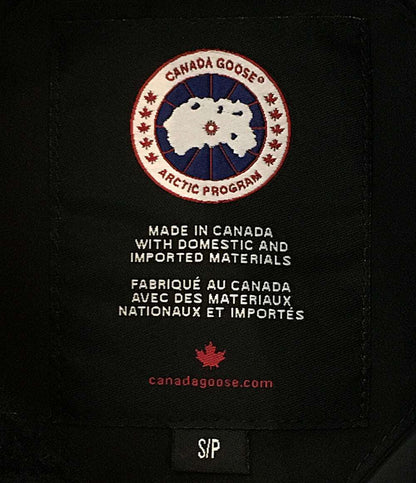 CANADA GOOSE®
ARCTIC PROGRAM
MADE IN CANADA
WITH DOMESTIC AND
IMPORTED MATERIALS
FABRIQUÉ AU CANADA
AVEC DES MATERIAUX
NATIONAUX ET IMPORTÉS
canadagoose.com
S/P